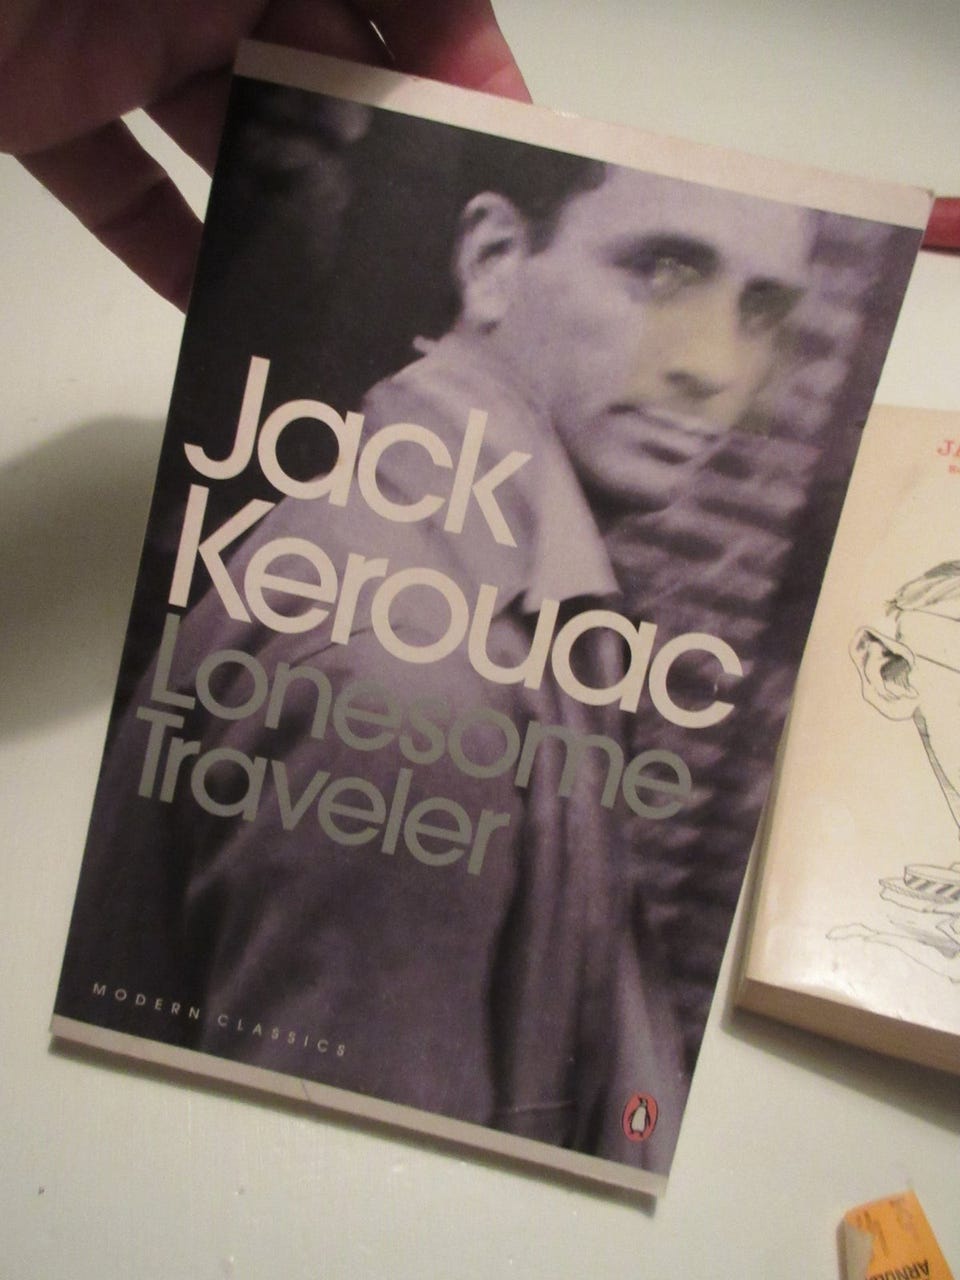 Jack
Kerouac
Lonesome
Traveler
MODERN CLASSICS